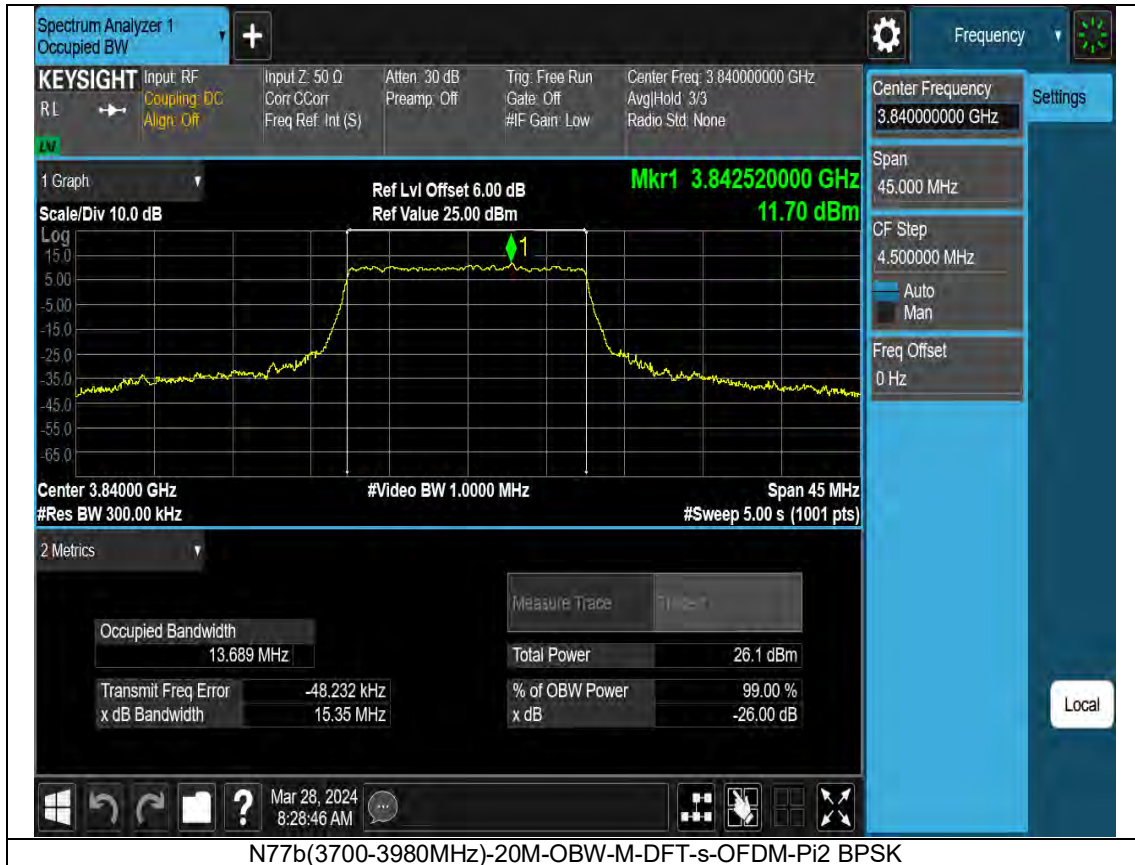 Spectrum Analyzer 1
Occupied BW
Frequency
KEYSIGHT
RL
Input: RF
Coupling: DC
Align: Off
Input Z: 50 Ω
Corr CCorr
Freq Ref: Int (S)
Atten: 30 dB
Preamp: Off
Trig: Free Run
Gate: Off
#IF Gain: Low
Center Freq: 3.840000000 GHz
Avg|Hold: 3/3
Radio Std: None
Center Frequency
3.840000000 GHz
Settings
Span
45.000 MHz
CF Step
4.500000 MHz
Auto
Man
Freq Offset
0 Hz
Local
1 Graph
Scale/Div 10.0 dB
Ref Lvl Offset 6.00 dB
Ref Value 25.00 dBm
Mkr1 3.842520000 GHz
11.70 dBm
Log
15.0
5.00
-5.00
-15.0
-25.0
-35.0
-45.0
-55.0
-65.0
1
Center 3.84000 GHz
#Video BW 1.0000 MHz
Span 45 MHz
#Res BW 300.00 kHz
#Sweep 5.00 s (1001 pts)
2 Metrics
Measure Trace
Occupied Bandwidth
13.689 MHz
Total Power 26.1 dBm
Transmit Freq Error -48.232 kHz
% of OBW Power 99.00 %
x dB Bandwidth 15.35 MHz
x dB -26.00 dB
?
Mar 28, 2024
8:28:46 AM
N77b(3700-3980MHz)-20M-OBW-M-DFT-s-OFDM-Pi2 BPSK